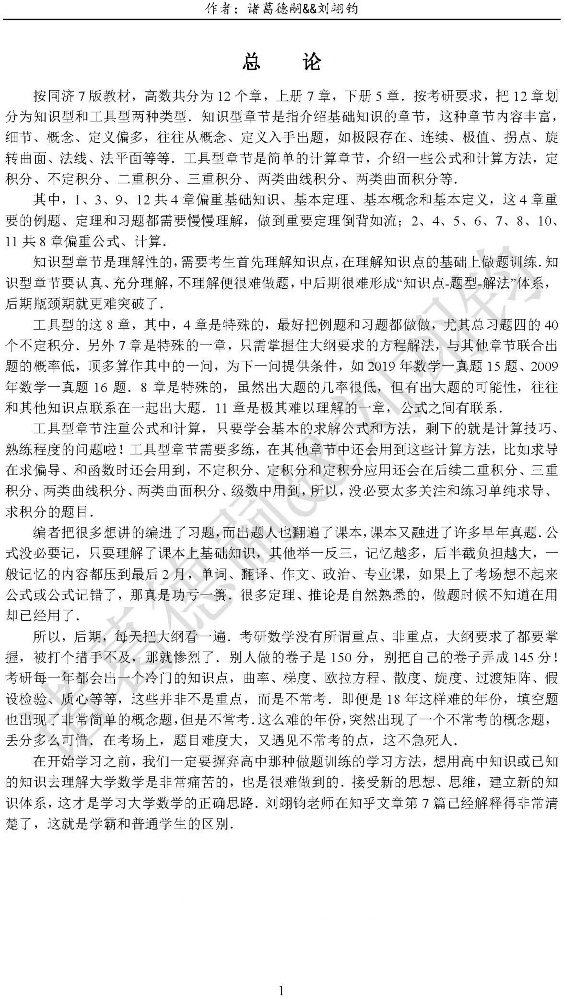 作者：诸葛德嗣&&刘翊钧
总 论
按同济 7 版教材，高数共分为 12 个章，上册 7 章，下册 5 章．按考研要求，把 12 章划
分为知识型和工具型两种类型．知识型章节是指介绍基础知识的章节，这种章节内容丰富，
细节、概念、定义偏多，往往从概念、定义入手出题，如极限存在、连续、极值、拐点、旋
转曲面、法线、法平面等等．工具型章节是简单的计算章节，介绍一些公式和计算方法，定
积分、不定积分、二重积分、三重积分、两类曲线积分、两类曲面积分等．
其中，1、3、9、12 共 4 章偏重基础知识、基本定理、基本概念和基本定义，这 4 章重
要的例题、定理和习题都需要慢慢理解，做到重要定理倒背如流；2、4、5、6、7、8、10、
11 共 8 章偏重公式、计算．
知识型章节是理解性的，需要考生首先理解知识点，在理解知识点的基础上做题训练．知
识型章节要认真、充分理解，不理解便很难做题，中后期很难形成“知识点-题型-解法”体系，
后期瓶颈期就更难突破了．
工具型的这 8 章，其中，4 章是特殊的，最好把例题和习题都做做，尤其总习题四的 40
个不定积分．另外 7 章是特殊的一章，只需掌握住大纲要求的方程解法，与其他章节联合出
题的概率低，顶多算作其中的一问，为下一问提供条件，如 2019 年数学一真题 15 题、2009
年数学一真题 16 题．8 章是特殊的，虽然出大题的几率很低，但有出大题的可能性，往往
和其他知识点联系在一起出大题．11 章是极其难以理解的一章，公式之间有联系．
工具型章节注重公式和计算，只要学会基本的求解公式和方法，剩下的就是计算技巧、
熟练程度的问题啦！工具型章节需要多练，在其他章节中还会用到这些计算方法，比如求导
在求偏导、和函数时还会用到，不定积分、定积分和定积分应用还会在后续二重积分、三重
积分、两类曲线积分、两类曲面积分、级数中用到，所以，没必要太多关注和练习单纯求导、
求积分的题目．
编者把很多想讲的编进了习题，而出题人也翻遍了课本，课本又融进了许多早年真题．公
式没必要记，只要理解了课本上基础知识，其他举一反三，记忆越多，后半截负担越大，一
般记忆的内容都压到最后 2 月，单词、翻译、作文、政治、专业课，如果上了考场想不起来
公式或公式记错了，那真是功亏一篑．很多定理、推论是自然熟悉的，做题时候不知道在用
却已经用了．
所以，后期，每天把大纲看一遍．考研数学没有所谓重点、非重点，大纲要求了都要掌
握，被打个措手不及，那就惨烈了．别人做的卷子是 150 分，别把自己的卷子弄成 145 分！
考研每一年都会出一个冷门的知识点，曲率、梯度、欧拉方程、散度、旋度、过渡矩阵、假
设检验、质心等等，这些并非不是重点，而是不常考．即便是 18 年这样难的年份，填空题
也出现了非常简单的概念题，但是不常考．这么难的年份，突然出现了一个不常考的概念题，
丢分多么可惜．在考场上，题目难度大，又遇见不常考的点，这不急死人．
在开始学习之前，我们一定要摒弃高中那种做题训练的学习方法，想用高中知识或已知
的知识去理解大学数学是非常痛苦的，也是很难做到的．接受新的思想、思维，建立新的知
识体系，这才是学习大学数学的正确思路．刘翊钧老师在知乎文章第 7 篇已经解释得非常清
楚了，这就是学霸和普通学生的区别．
诸葛德嗣&&刘翊钧
1